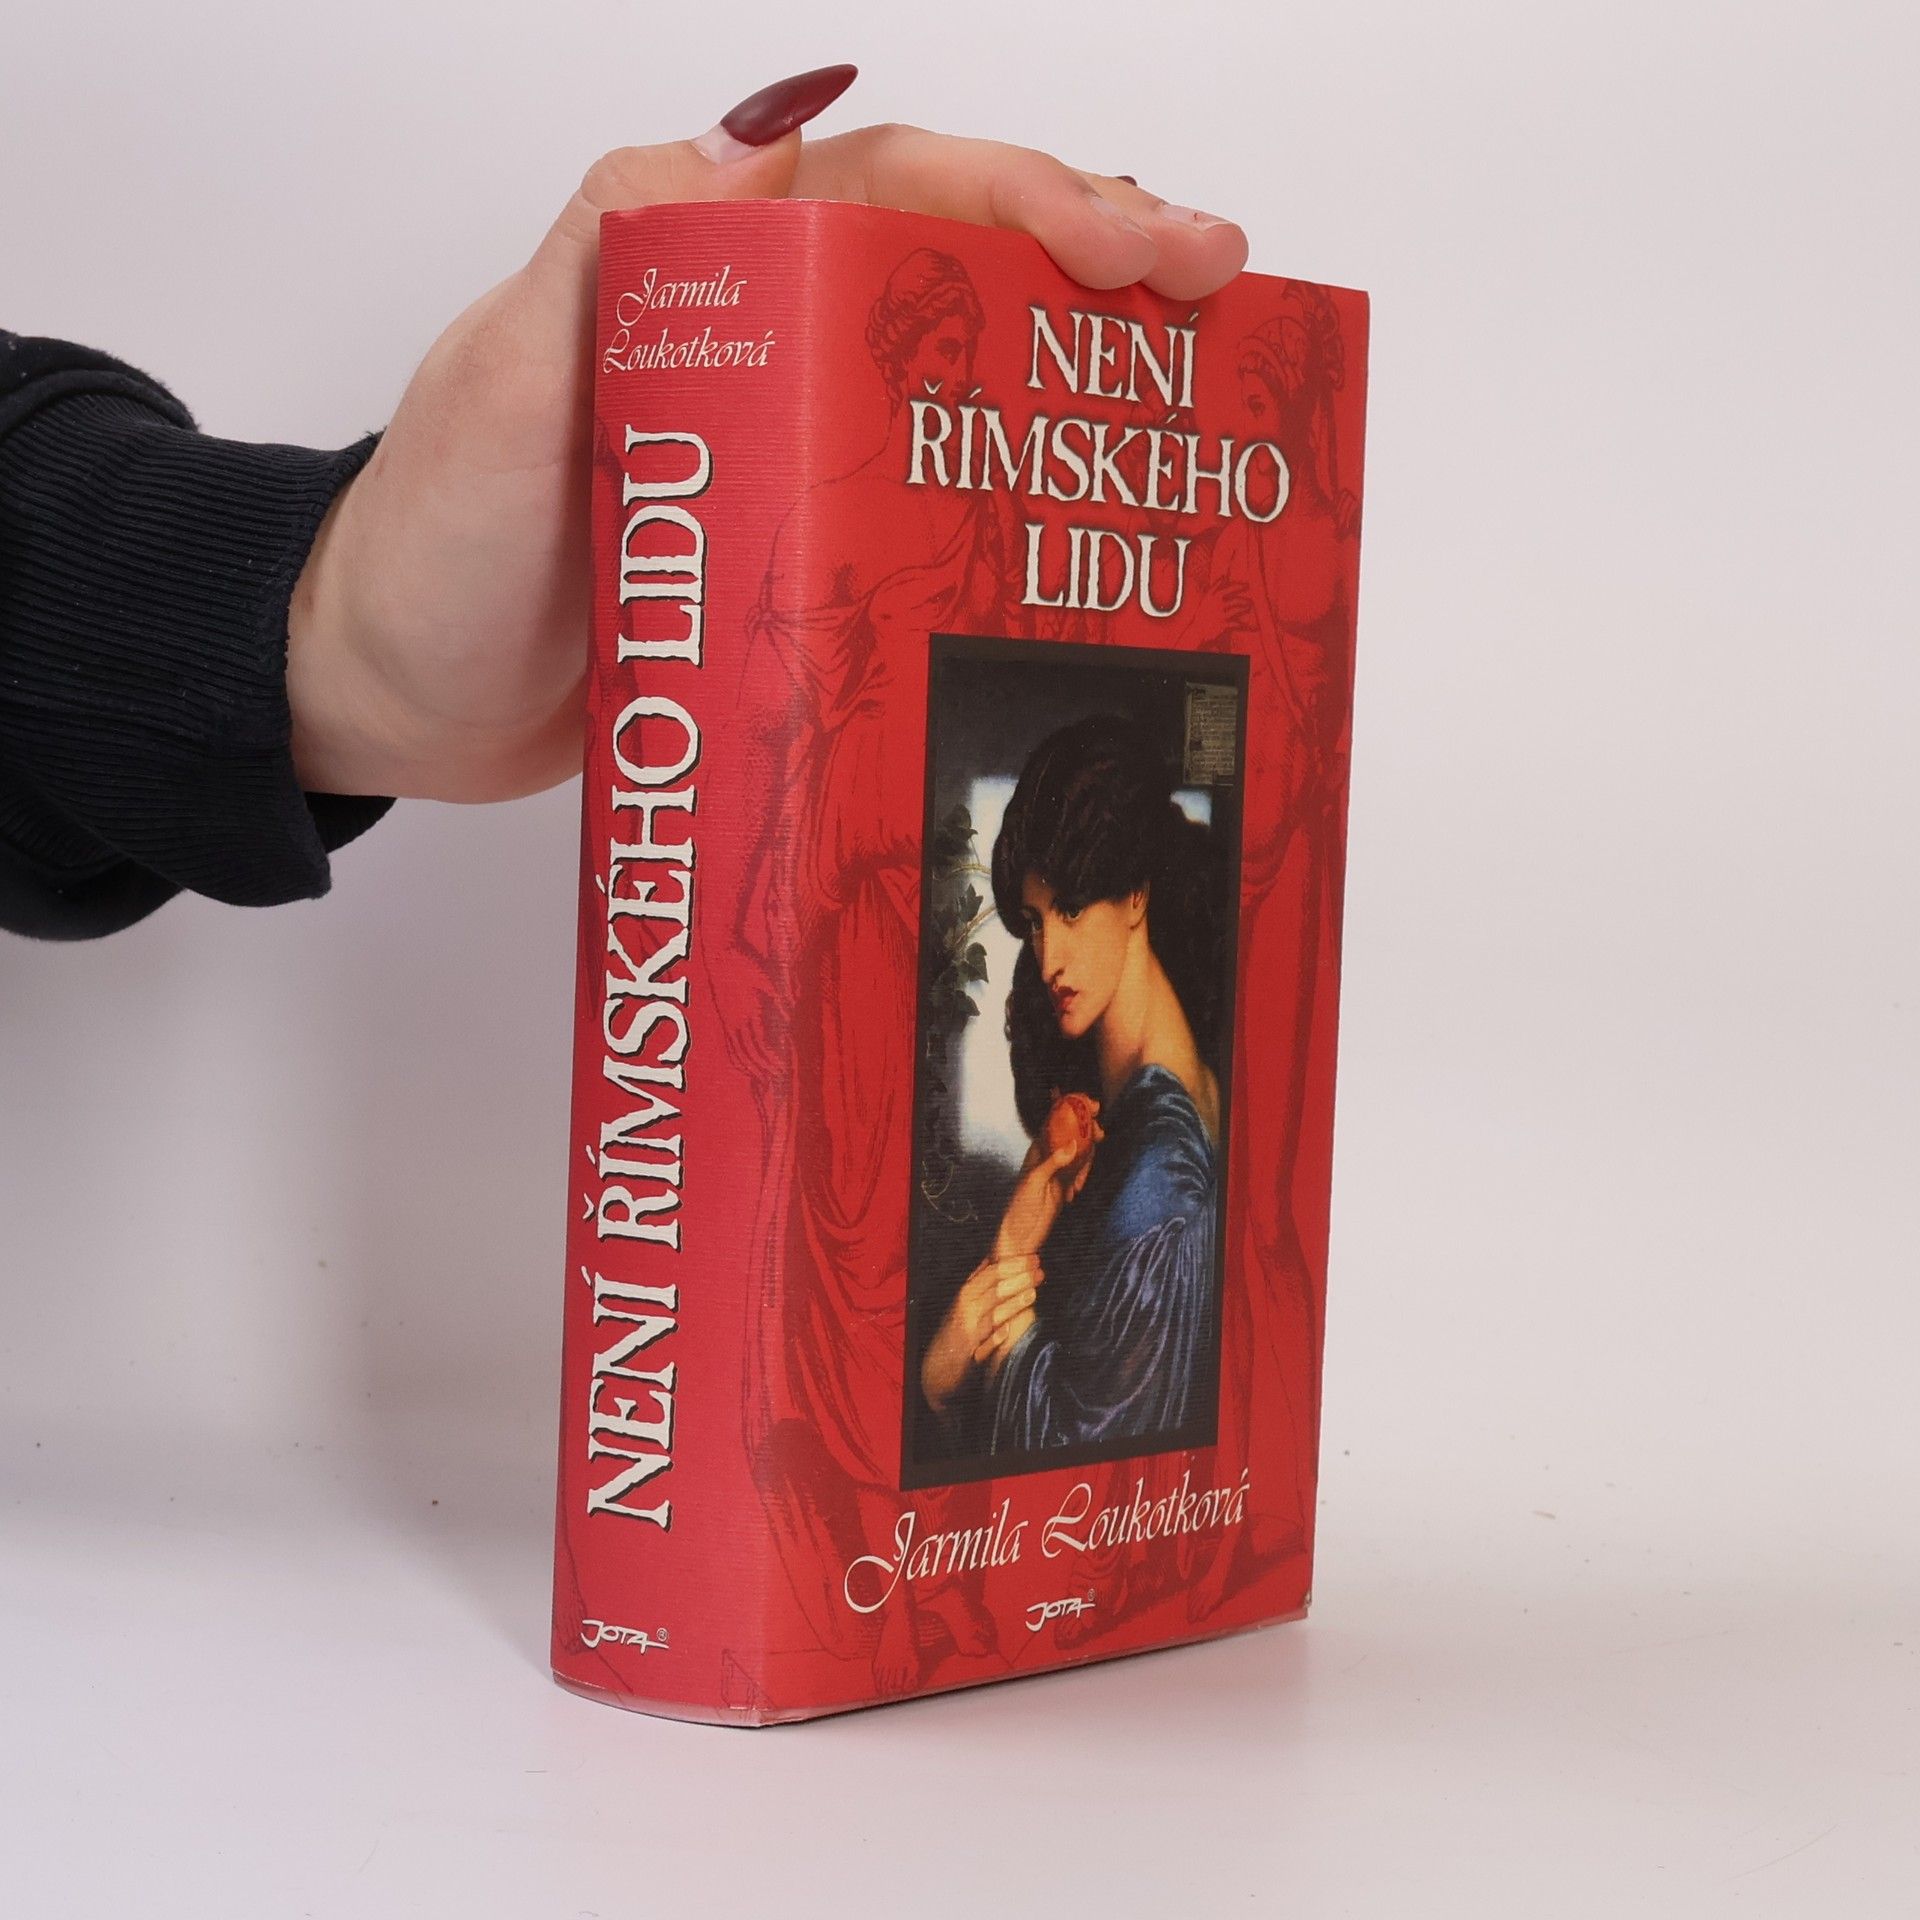 Jarmila
Loukotková
NENÍ ŘÍMSKÉHO LIDU
JOTA®
NENÍ
ŘÍMSKÉHO
LIDU
Jarmila Loukotková
JOTA®